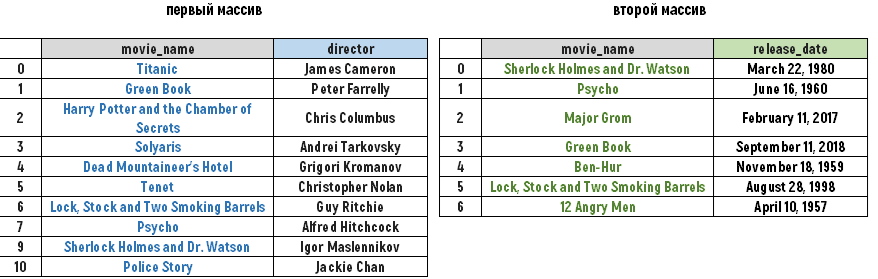 первый массив
movie_name director
0 Titanic James Cameron
1 Green Book Peter Farrelly
2 Harry Potter and the Chamber of Secrets Chris Columbus
3 Solyaris Andrei Tarkovsky
4 Dead Mountaineer's Hotel Grigori Kromanov
5 Tenet Christopher Nolan
6 Lock, Stock and Two Smoking Barrels Guy Ritchie
7 Psycho Alfred Hitchcock
9 Sherlock Holmes and Dr. Watson Igor Maslennikov
10 Police Story Jackie Chan
второй массив
movie_name release_date
0 Sherlock Holmes and Dr. Watson March 22, 1980
1 Psycho June 16, 1960
2 Major Grom February 11, 2017
3 Green Book September 11, 2018
4 Ben-Hur November 18, 1959
5 Lock, Stock and Two Smoking Barrels August 28, 1998
6 12 Angry Men April 10, 1957